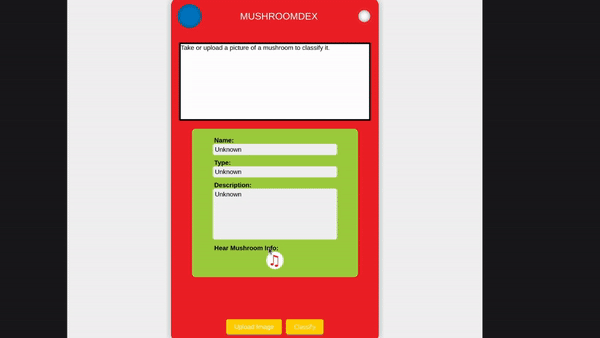 MUSHROOMDEX
Take or upload a picture of a mushroom to classify it.
Name:
Unknown
Type:
Unknown
Description:
Unknown
Hear Mushroom Info:
Upload Image Classify